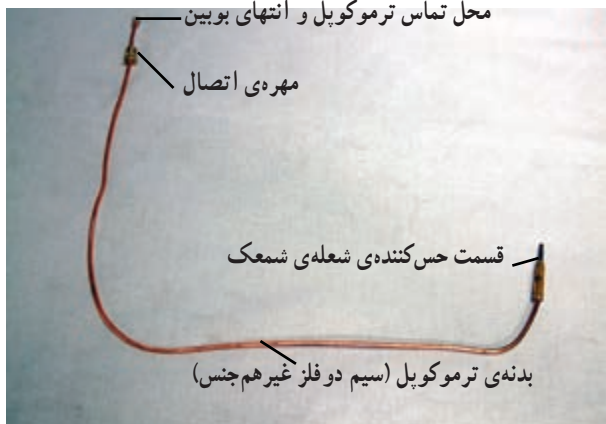 محل تماس ترموکوپل و انتهای بوبین
مهره‌ی اتصال
قسمت حس‌کننده‌ی شعله‌ی شمعک
بدنه‌ی ترموکوپل (سیم دو فلز غیرهم‌جنس)